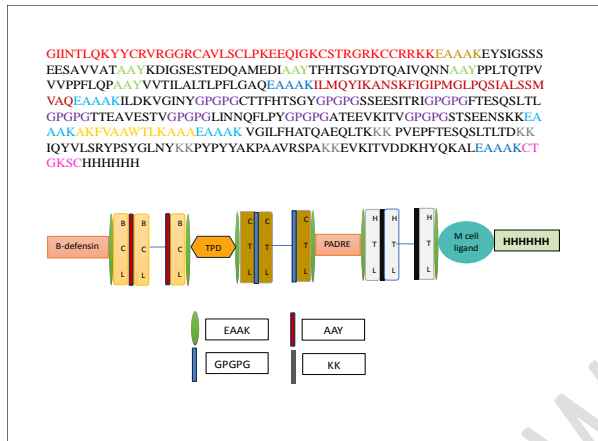 GIINTLQKYYCRVRGGRCAVLSCLPKEEQIGKCSTRGRKCCRRKKEAAAKEYSIGSSS
EESAVVATAAYKDIGSESTEDQAMEDIAAYTFHTSGYDTQAIVQNNAAYPPLTQTPV
VVPPFLQPAAYVVTILALTLPFLGAQEAAAKILMQYIKANSKFIGIPMGLPQSIALSSM
VAQEAAAKILDKVGINYGPGPGCTTFHTSGYGPGPGSSEESITRIGPGPGFTESQSLTL
GPGPGTTEAVESTVGPGPGLINNQFLPYGPGPGATEEVKITVGPGPGSTSEENSKKEA
AAKAKFVAAWTLKAAAEAAAK VGILFHATQAEQLTKKK PVEPFTESQSLTLTDKK
IQYVLSRYPSYGLNYKKPYPYYAKPAAVRSPAKKEVKITVDDKHYQKALEAAAKCT
GKSCHHHHHH
B-defensin
B C L
B C L
B C L
TPD
C T L
C T L
C T L
PADRE
H T L
H T L
H T L
M cell
ligand
HHHHHH
EAAK
AAY
GPGPG
KK